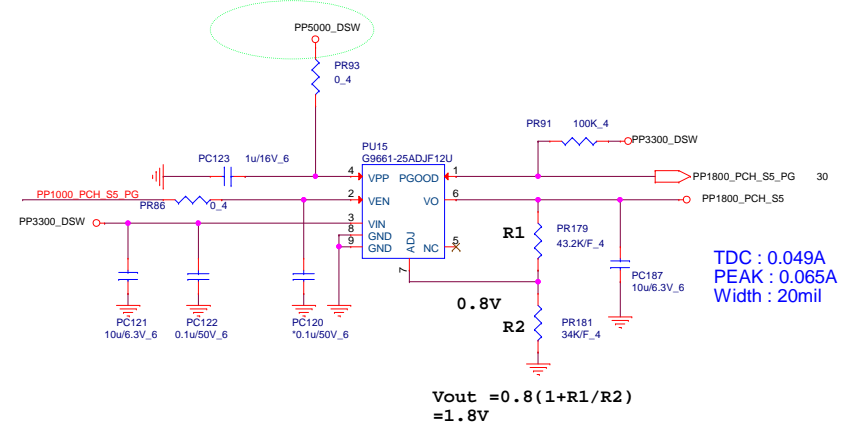 PP5000_DSW
PR93
0_4
PR91 100K_4
PP3300_DSW
PU15
G9661-25ADJF12U
PC123 1u/16V_6
4 VPP PGOOD 1
PP1800_PCH_S5_PG 30
PP1000_PCH_S5_PG
PR86 0_4
2 VEN VO 6
PP1800_PCH_S5
PP3300_DSW
3 VIN
8 GND
9 GND ADJ NC 5
7
R1
PR179
43.2K/F_4
PC187
10u/6.3V_6
TDC : 0.049A
PEAK : 0.065A
Width : 20mil
0.8V
R2
PR181
34K/F_4
PC121
10u/6.3V_6
PC122
0.1u/50V_6
PC120
*0.1u/50V_6
Vout =0.8(1+R1/R2)
=1.8V